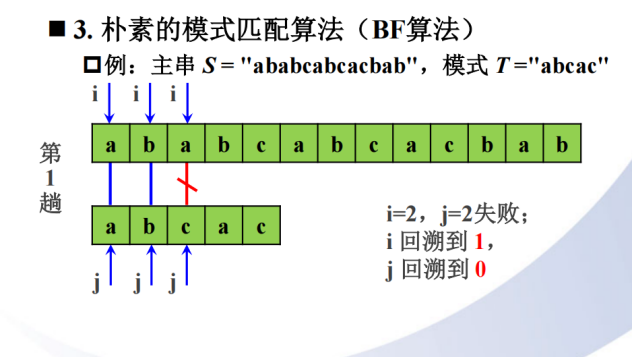 ■ 3. 朴素的模式匹配算法（BF算法）
□例：主串 S = "ababcabcacbab"，模式 T ="abcac"
i i i
a b a b c a b c a c b a b
第1趟
a b c a c
j j j
i=2，j=2失败；
i 回溯到 1，
j 回溯到 0